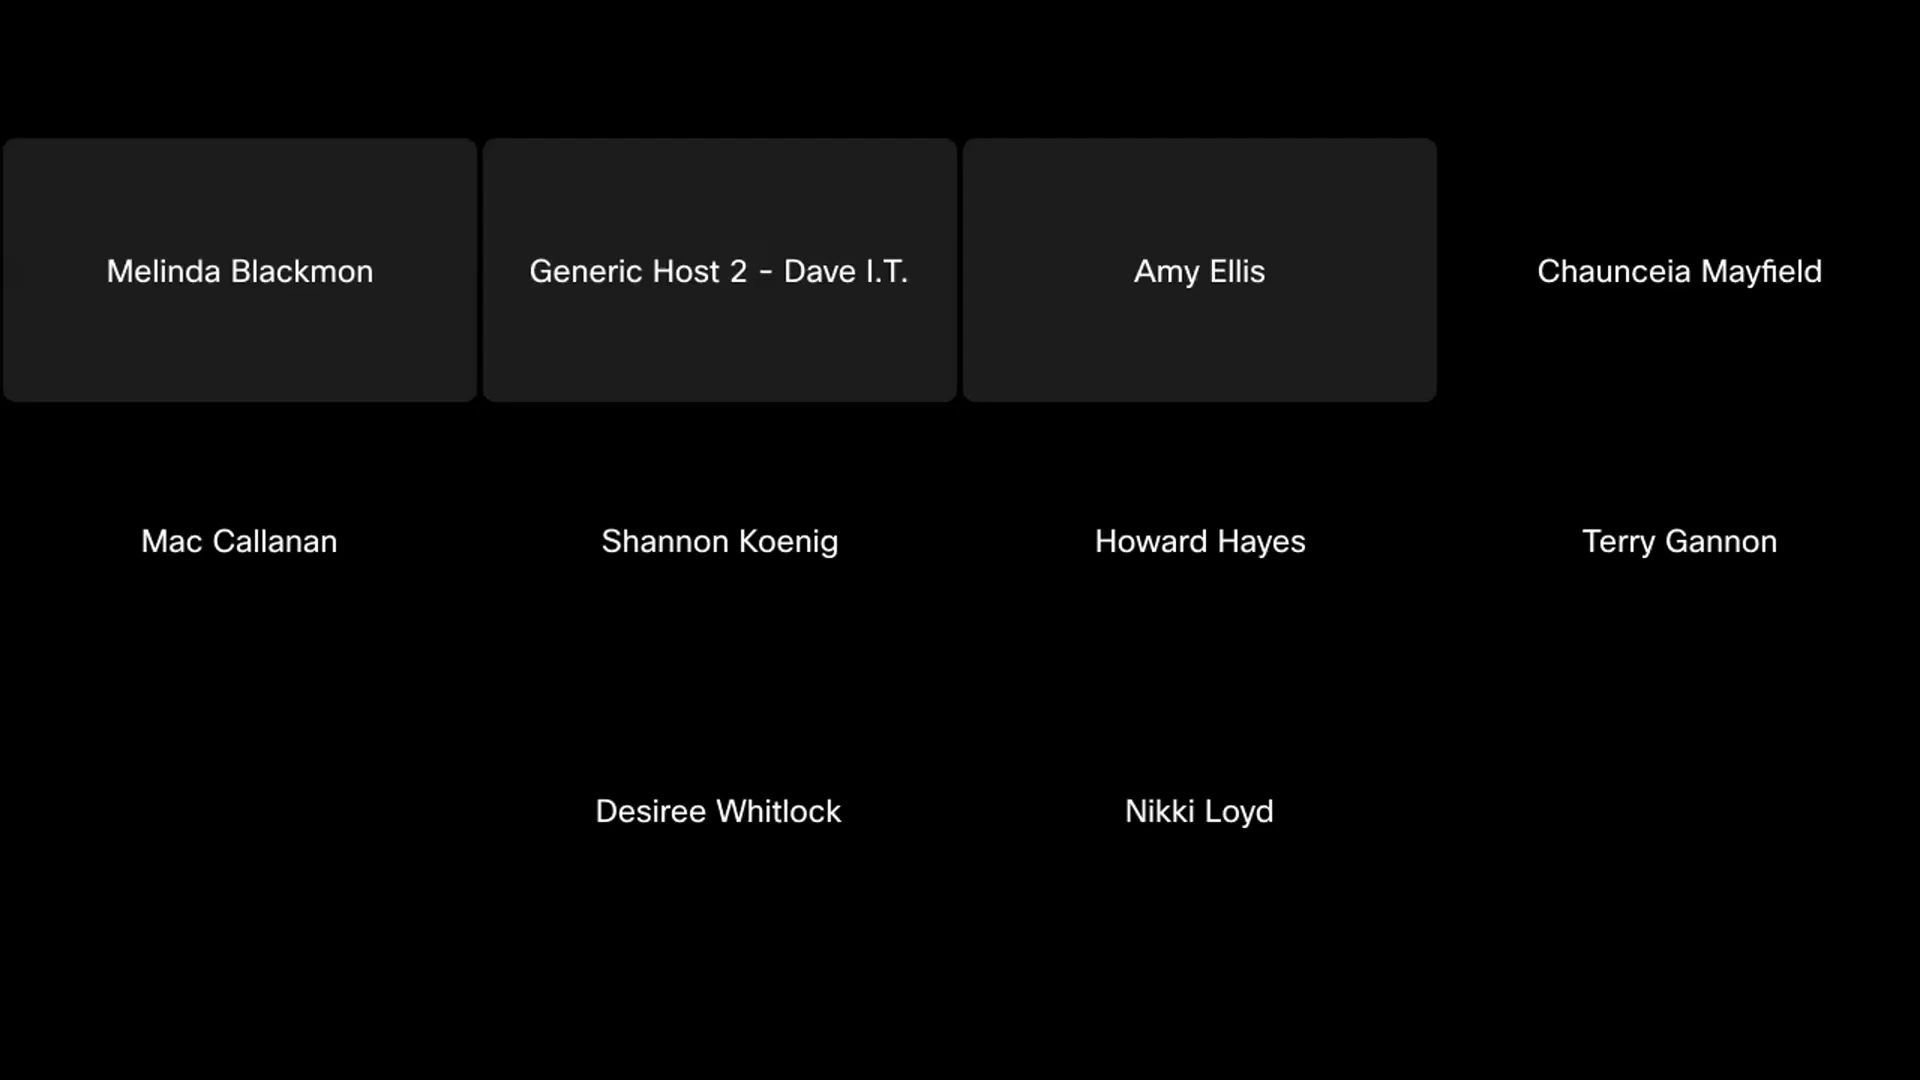 Melinda Blackmon
Generic Host 2 - Dave I.T.
Amy Ellis
Chaunceia Mayfield
Mac Callanan
Shannon Koenig
Howard Hayes
Terry Gannon
Desiree Whitlock
Nikki Loyd